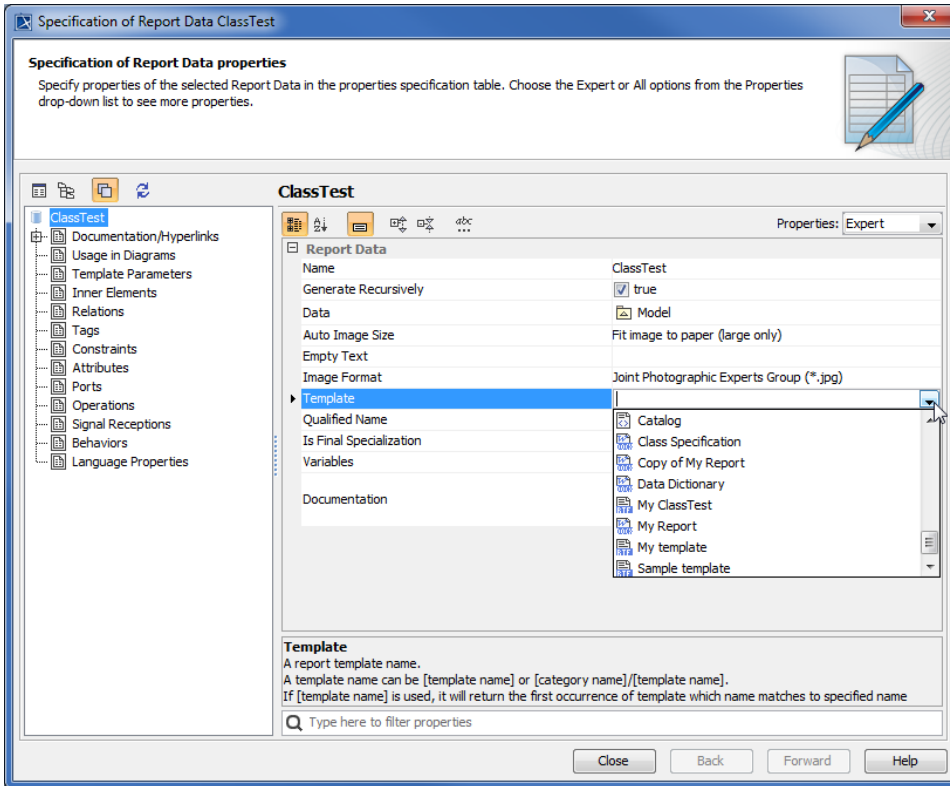 Specification of Report Data ClassTest
Specification of Report Data properties
Specify properties of the selected Report Data in the properties specification table. Choose the Expert or All options from the Properties
drop-down list to see more properties.
ClassTest
ClassTest
Documentation/Hyperlinks
Usage in Diagrams
Template Parameters
Inner Elements
Relations
Tags
Constraints
Attributes
Ports
Operations
Signal Receptions
Behaviors
Language Properties
Properties: Expert
Report Data
Name ClassTest
Generate Recursively true
Data Model
Auto Image Size Fit image to paper (large only)
Empty Text
Image Format Joint Photographic Experts Group (*.jpg)
Template
Qualified Name
Is Final Specialization
Variables
Documentation
Catalog
Class Specification
Copy of My Report
Data Dictionary
My ClassTest
My Report
My template
Sample template
Template
A report template name.
A template name can be [template name] or [category name]/[template name].
If [template name] is used, it will return the first occurrence of template which name matches to specified name
Type here to filter properties
Close Back Forward Help